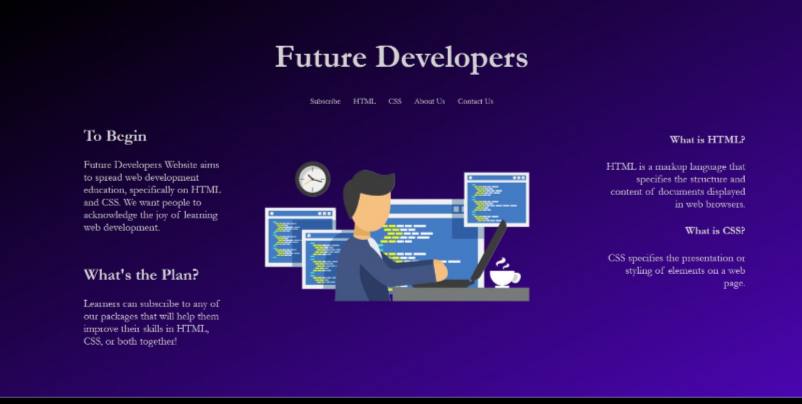 Future Developers
Subscribe HTML CSS About Us Contact Us
To Begin
Future Developers Website aims
to spread web development
education, specifically on HTML
and CSS. We want people to
acknowledge the joy of learning
web development.
What's the Plan?
Learners can subscribe to any of
our packages that will help them
improve their skills in HTML,
CSS, or both together!
What is HTML?
HTML is a markup language that
specifies the structure and
content of documents displayed
in web browsers.
What is CSS?
CSS specifies the presentation or
styling of elements on a web
page.